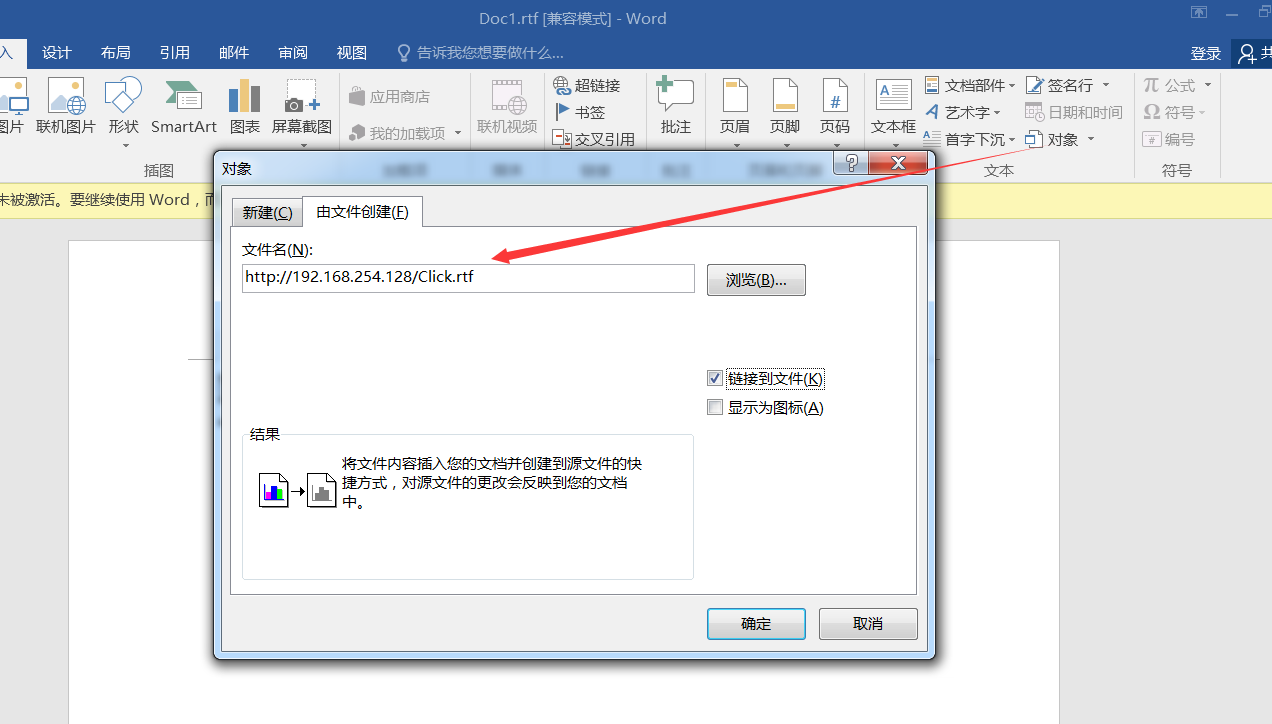 Doc1.rtf [兼容模式] - Word
入 设计 布局 引用 邮件 审阅 视图 告诉我您想要做什么... 登录 共
图片 联机图片 形状 SmartArt 图表 屏幕截图
应用商店
我的加载项
联机视频
超链接
书签
交叉引用
批注
页眉 页脚 页码
文本框
文档部件
艺术字
首字下沉
签名行
日期和时间
对象
公式
符号
编号
插图 文本 符号
未被激活。要继续使用 Word，而
对象
新建(C) 由文件创建(F)
文件名(N):
http://192.168.254.128/Click.rtf
浏览(B)...
链接到文件(K)
显示为图标(A)
结果
将文件内容插入您的文档并创建到源文件的快
捷方式，对源文件的更改会反映到您的文档
中。
确定 取消